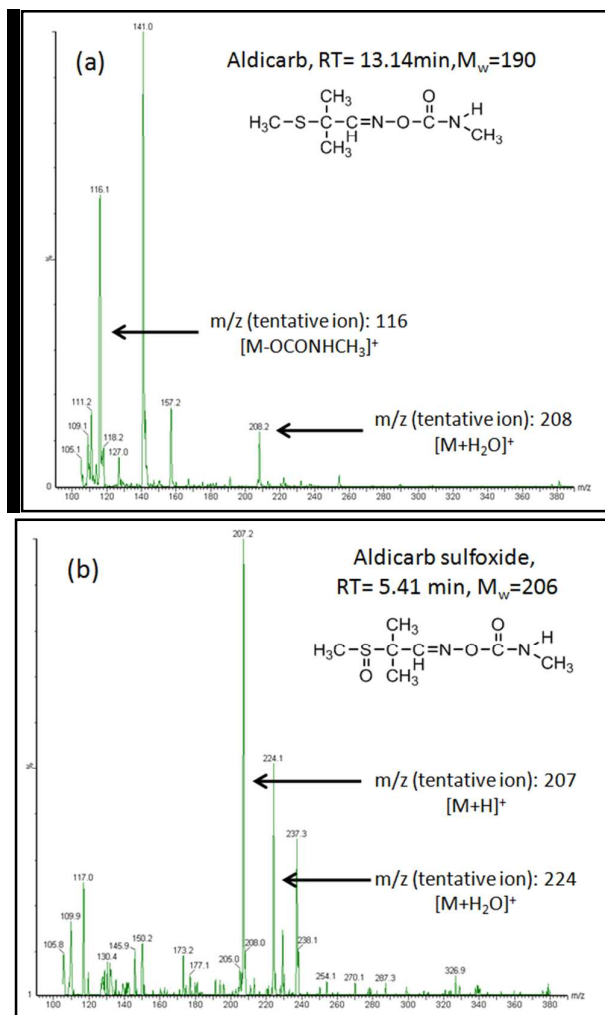 (a)
Aldicarb, RT= 13.14min,Mw=190
141.0
CH3
O
H
H3C-S-C-C=N-O-C-N
H
CH3
CH3
116.1
%
m/z (tentative ion): 116
[M-OCONHCH3]+
111.2
157.2
109.1
208.2
m/z (tentative ion): 208
118.2
[M+H2O]+
105.1
127.0
100 120 140 160 180 200 220 240 260 280 300 320 340 360 380 m/z
207.2
(b)
Aldicarb sulfoxide,
RT= 5.41 min, Mw=206
CH3
O
H
H3C-S-C-C=N-O-C-N
H
CH3
O
CH3
224.1
%
m/z (tentative ion): 207
[M+H]+
237.3
m/z (tentative ion): 224
117.0
[M+H2O]+
109.9
208.0
238.1
150.2
145.9
105.8
173.2
130.4
205.0
177.1
254.1
270.1
287.3
326.9
1
100 120 140 160 180 200 220 240 260 280 300 320 340 360 380 m/z